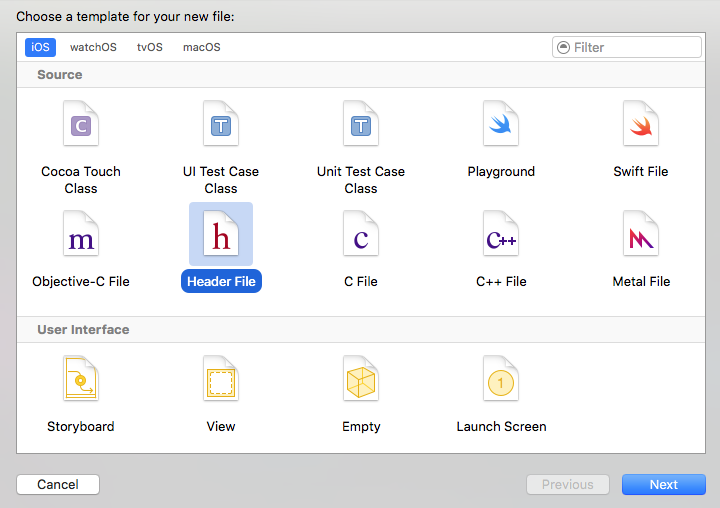 Choose a template for your new file:
iOS watchOS tvOS macOS Filter
Source
C T T
Cocoa Touch Class
UI Test Case Class
Unit Test Case Class
Playground
Swift File
m h c C++
Objective-C File
Header File
C File
C++ File
Metal File
User Interface
1
Storyboard
View
Empty
Launch Screen
Cancel Previous Next